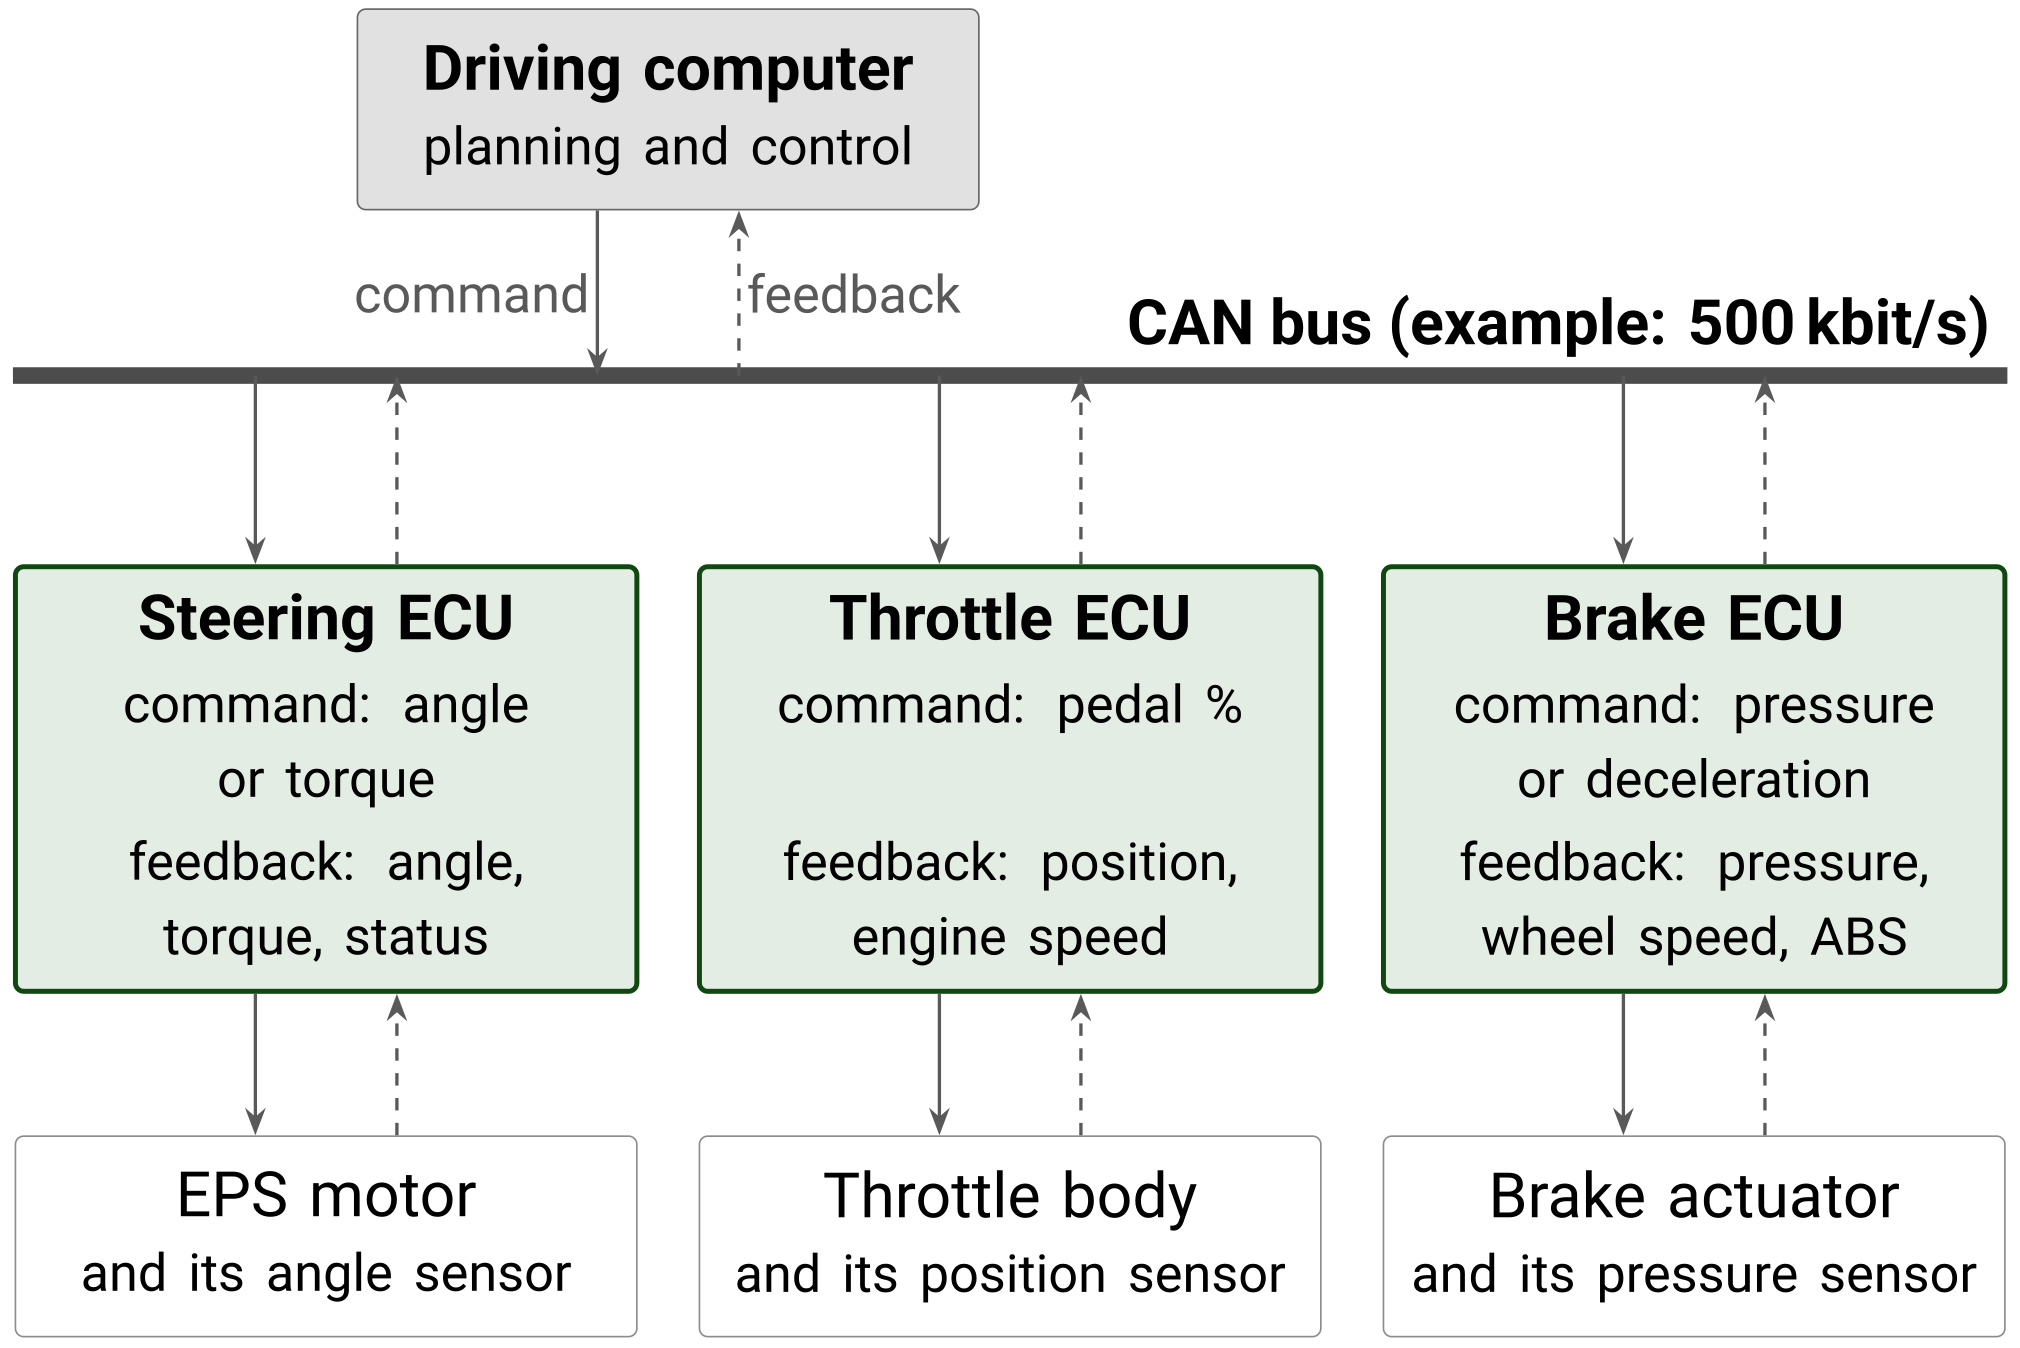 Driving computer
planning and control
command
feedback
CAN bus (example: 500 kbit/s)
Steering ECU
command: angle
or torque
feedback: angle,
torque, status
Throttle ECU
command: pedal %
feedback: position,
engine speed
Brake ECU
command: pressure
or deceleration
feedback: pressure,
wheel speed, ABS
EPS motor
and its angle sensor
Throttle body
and its position sensor
Brake actuator
and its pressure sensor